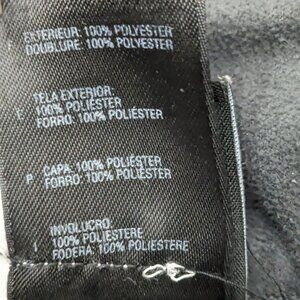 EXTERIEUR: 100% POLYESTER
DOUBLURE: 100% POLYESTER
E TELA EXTERIOR:
100% POLIÉSTER
FORRO: 100% POLIÉSTER
P CAPA: 100% POLIÉSTER
FORRO: 100% POLIÉSTER
I INVOLUCRO:
100% POLIESTERE
FODERA: 100% POLIESTERE